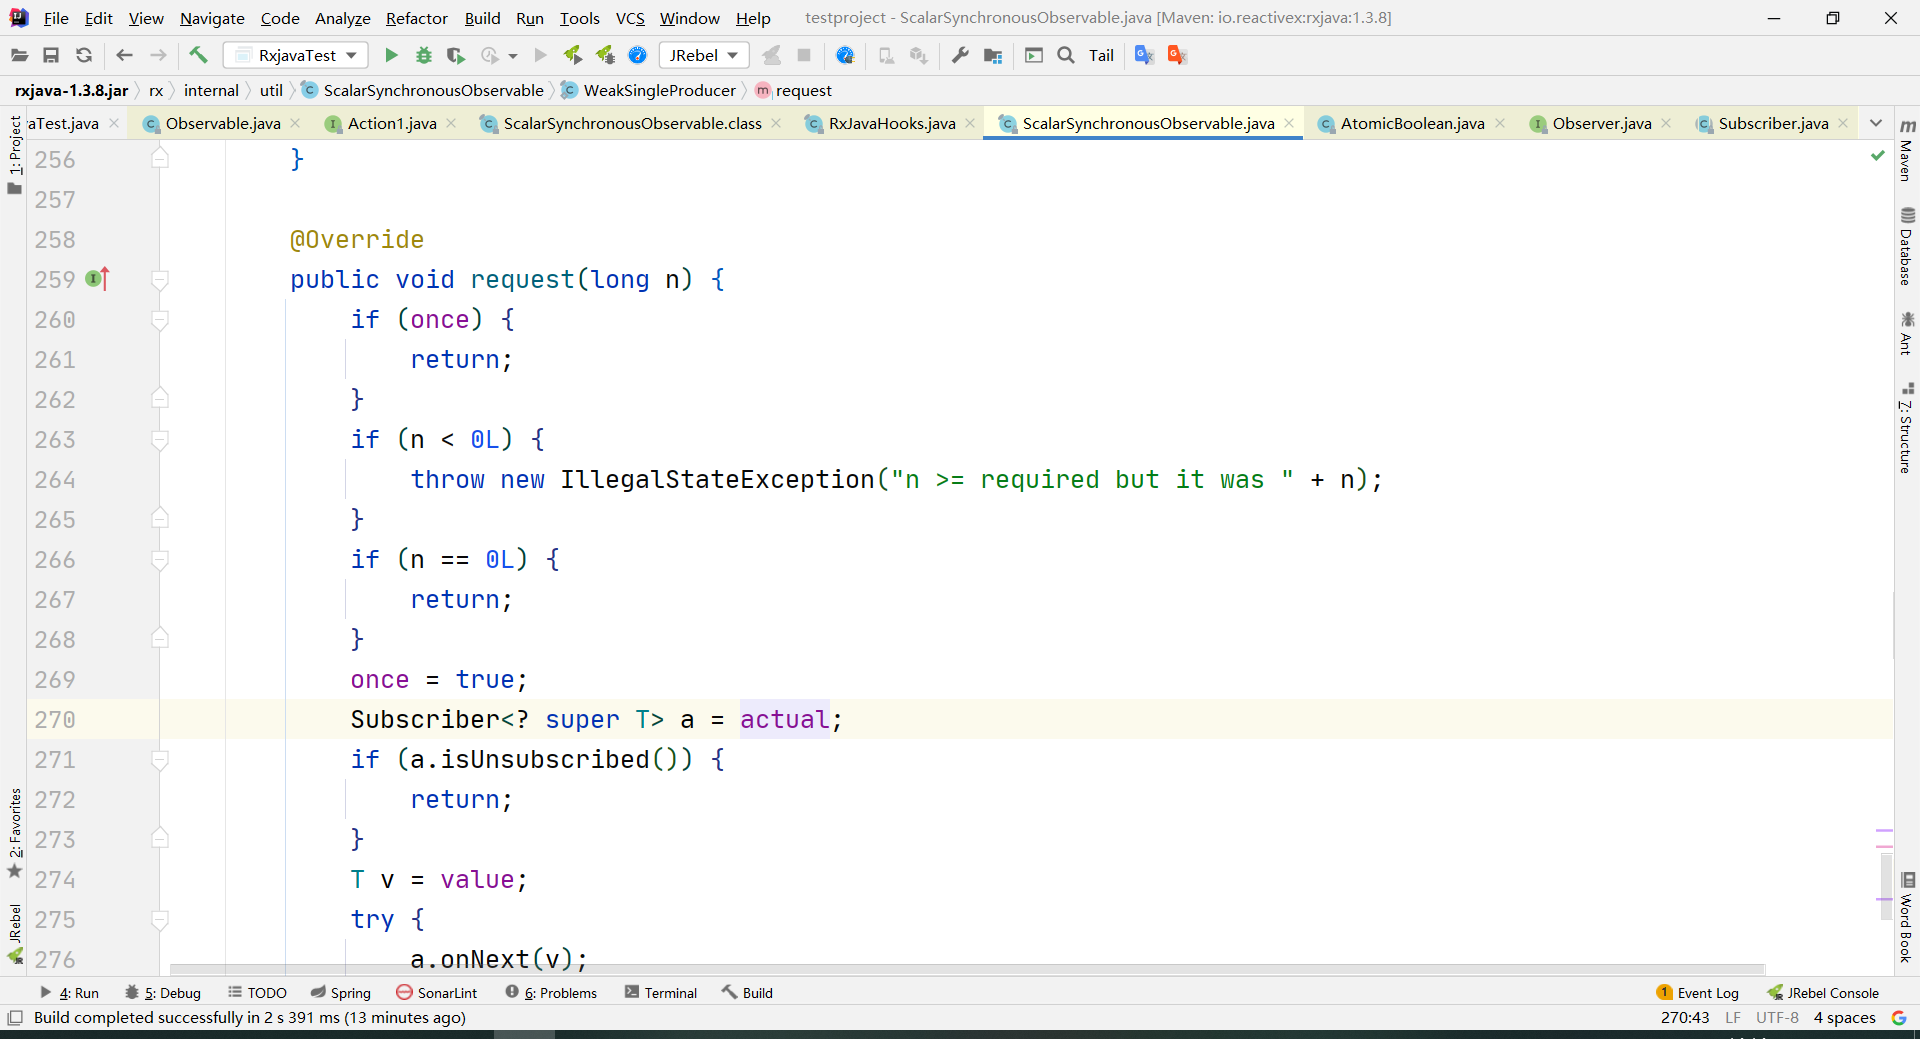 File Edit View Navigate Code Analyze Refactor Build Run Tools VCS Window Help testproject - ScalarSynchronousObservable.java [Maven: io.reactivex:rxjava:1.3.8]
RxjavaTest JRebel Tail
rxjava-1.3.8.jar rx internal util ScalarSynchronousObservable WeakSingleProducer request
aTest.java Observable.java Action1.java ScalarSynchronousObservable.class RxJavaHooks.java ScalarSynchronousObservable.java AtomicBoolean.java Observer.java Subscriber.java
1: Project
2: Favorites
JRebel
256 }
257
258 @Override
259 public void request(long n) {
260 if (once) {
261 return;
262 }
263 if (n < 0L) {
264 throw new IllegalStateException("n >= required but it was " + n);
265 }
266 if (n == 0L) {
267 return;
268 }
269 once = true;
270 Subscriber<? super T> a = actual;
271 if (a.isUnsubscribed()) {
272 return;
273 }
274 T v = value;
275 try {
276 a.onNext(v);
Maven
Database
Ant
7: Structure
Word Book
4: Run 5: Debug TODO Spring SonarLint 6: Problems Terminal Build 1 Event Log JRebel Console
Build completed successfully in 2 s 391 ms (13 minutes ago) 270:43 LF UTF-8 4 spaces